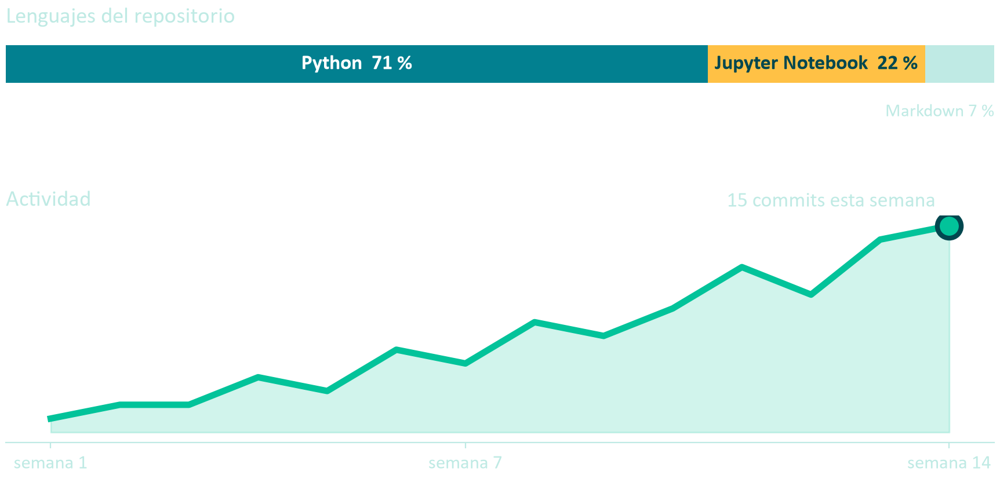 Lenguajes del repositorio
Python 71 %
Jupyter Notebook 22 %
Markdown 7 %
Actividad
15 commits esta semana
semana 1
semana 7
semana 14